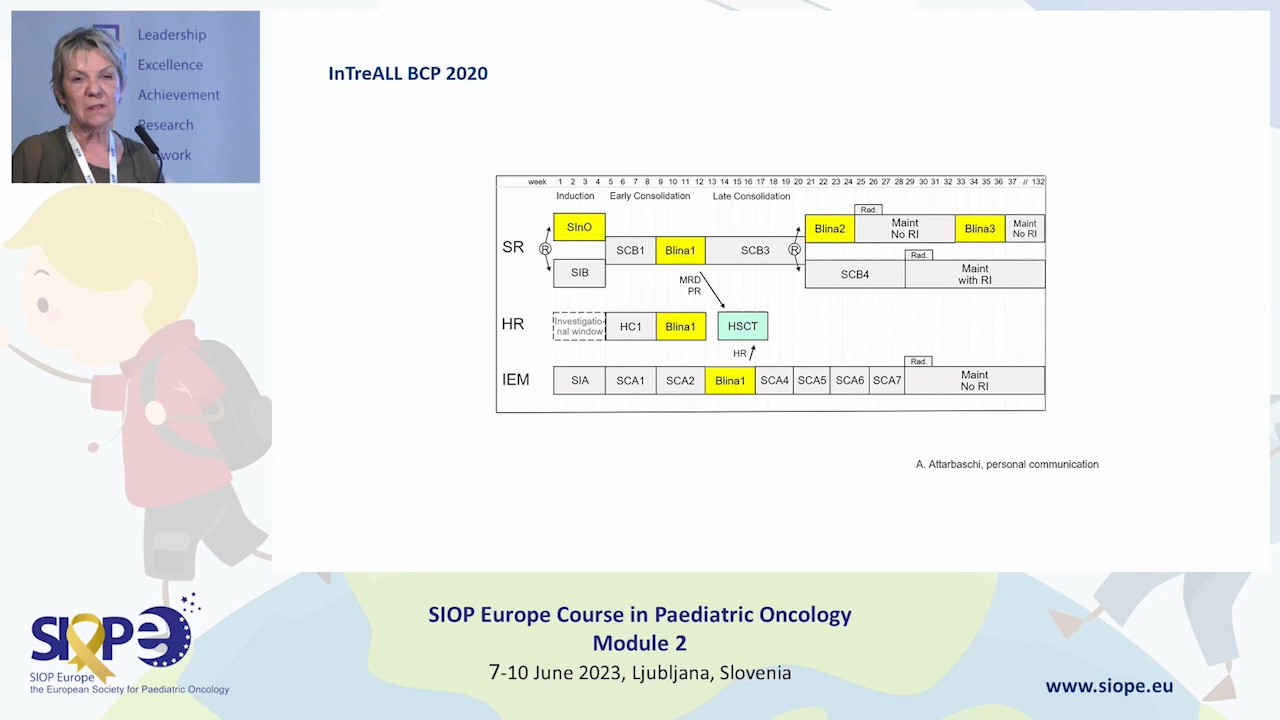 Leadership
Excellence
Achievement
Research
work
InTreALL BCP 2020
week 1 2 3 4 5 6 7 8 9 10 11 12 13 14 15 16 17 18 19 20 21 22 23 24 25 26 27 28 29 30 31 32 33 34 35 36 37 // 132
Induction Early Consolidation Late Consolidation
SR
R
SInO
SIB
SCB1
Blina1
SCB3
R
Blina2
Rad.
Maint
No RI
Blina3
Maint
No RI
SCB4
Rad.
Maint
with RI
MRD
PR
HR
Investigatio-
nal window
HC1
Blina1
HSCT
HR
IEM
SIA
SCA1
SCA2
Blina1
SCA4
SCA5
SCA6
SCA7
Rad.
Maint
No RI
A. Attarbaschi, personal communication
SIOP Europe Course in Paediatric Oncology
Module 2
7-10 June 2023, Ljubljana, Slovenia
SIOPe
SIOP Europe
the European Society for Paediatric Oncology
www.siope.eu